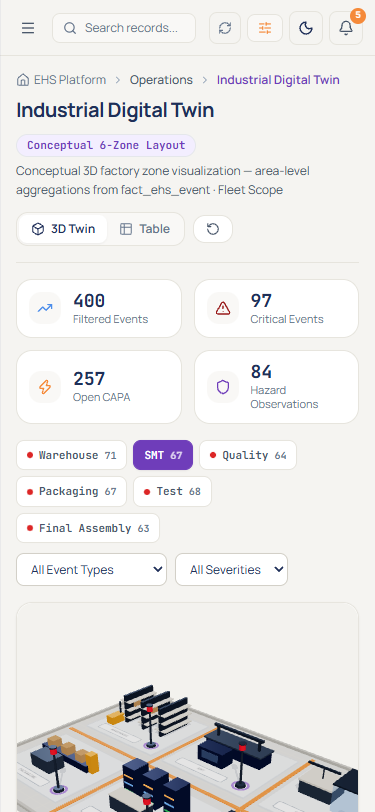 Search records...
5
EHS Platform > Operations > Industrial Digital Twin
Industrial Digital Twin
Conceptual 6-Zone Layout
Conceptual 3D factory zone visualization — area-level
aggregations from fact_ehs_event · Fleet Scope
3D Twin Table
400 97
Filtered Events Critical Events
257 84
Open CAPA Hazard
Observations
Warehouse 71 SMT 67 Quality 64
Packaging 67 Test 68
Final Assembly 63
All Event Types All Severities